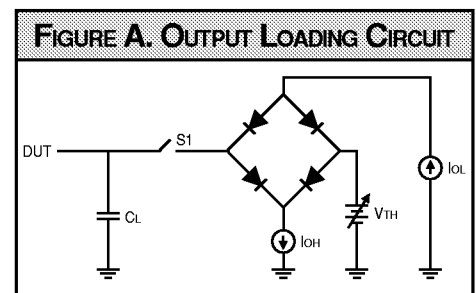 FIGURE A. OUTPUT LOADING CIRCUIT
DUT
S1
IOL
CL
VTH
IOH